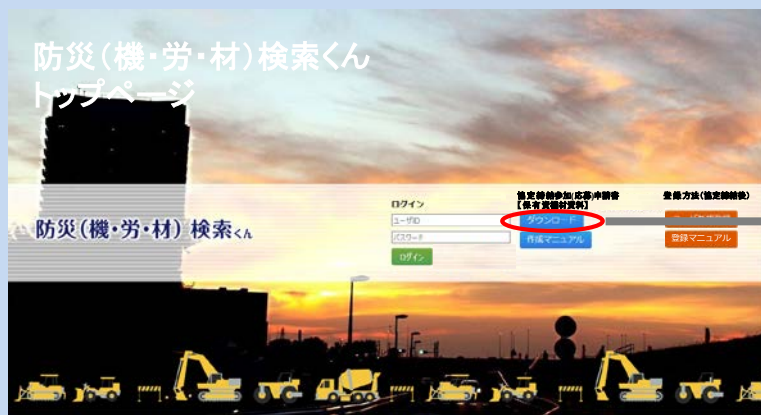 防災(機・労・材)検索くん
トップページ
防災(機・労・材)検索くん
ログイン
ユーザID
パスワード
ログイン
協定締結参加(応募)申請書
【保有資機材資料】
ダウンロード
作成マニュアル
登録方法(協定締結後)
登録マニュアル